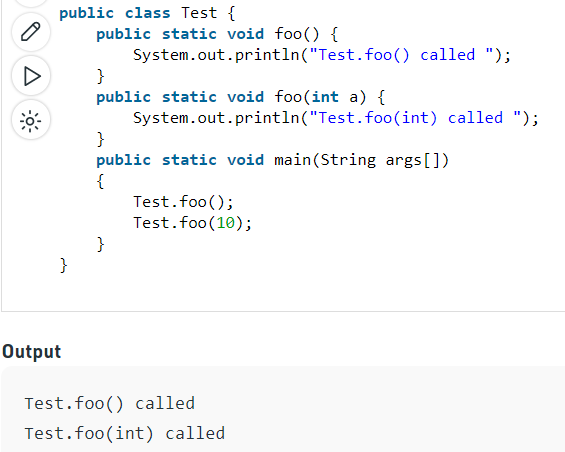 public class Test {
    public static void foo() {
        System.out.println("Test.foo() called ");
    }
    public static void foo(int a) {
        System.out.println("Test.foo(int) called ");
    }
    public static void main(String args[])
    {
        Test.foo();
        Test.foo(10);
    }
}
Output
Test.foo() called
Test.foo(int) called